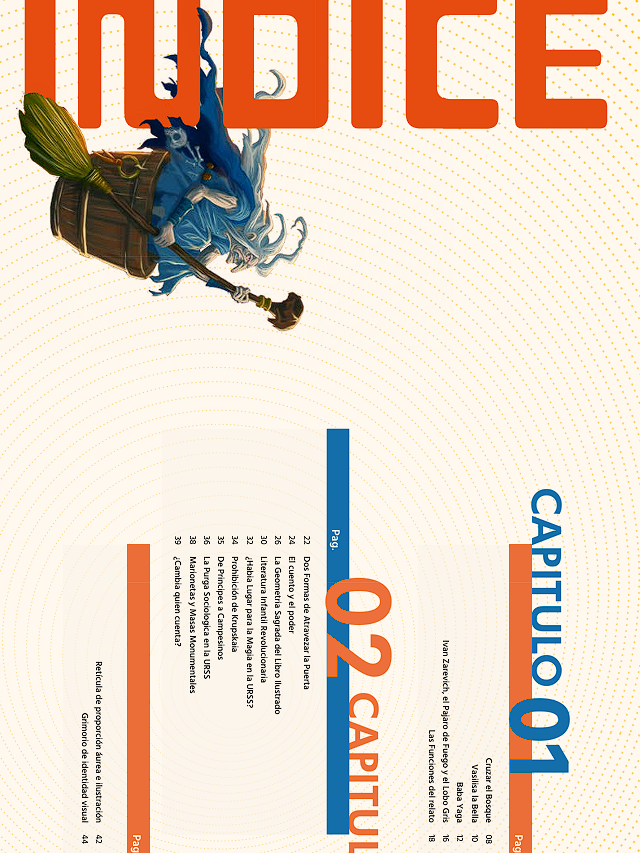 INDICE
CAPITULO 01
Pag.
Cruzar el Bosque 08
Vasilisa la Bella 10
Baba Yaga 12
Ivan Zarevich, el Pajaro de Fuego y el Lobo Gris 16
Las Funciones del relato 18
02 CAPITUL
Pag.
22 Dos Formas de Atravezar la Puerta
24 El cuento y el poder
26 La Geometria Sagrada del Libro Ilustrado
30 Literatura Infantil Revolucionaria
32 ¿Había Lugar para la Magia en la URSS?
34 Prohibición de Krupskaia
35 De Principes a Campesinos
36 La Purga Sociologica en la URSS
38 Marionetas y Masas Monumentales
39 ¿Cambia quien cuenta?
Pag
Retícula de proporción áurea e ilustración 42
Grimorio de identidad visual 44